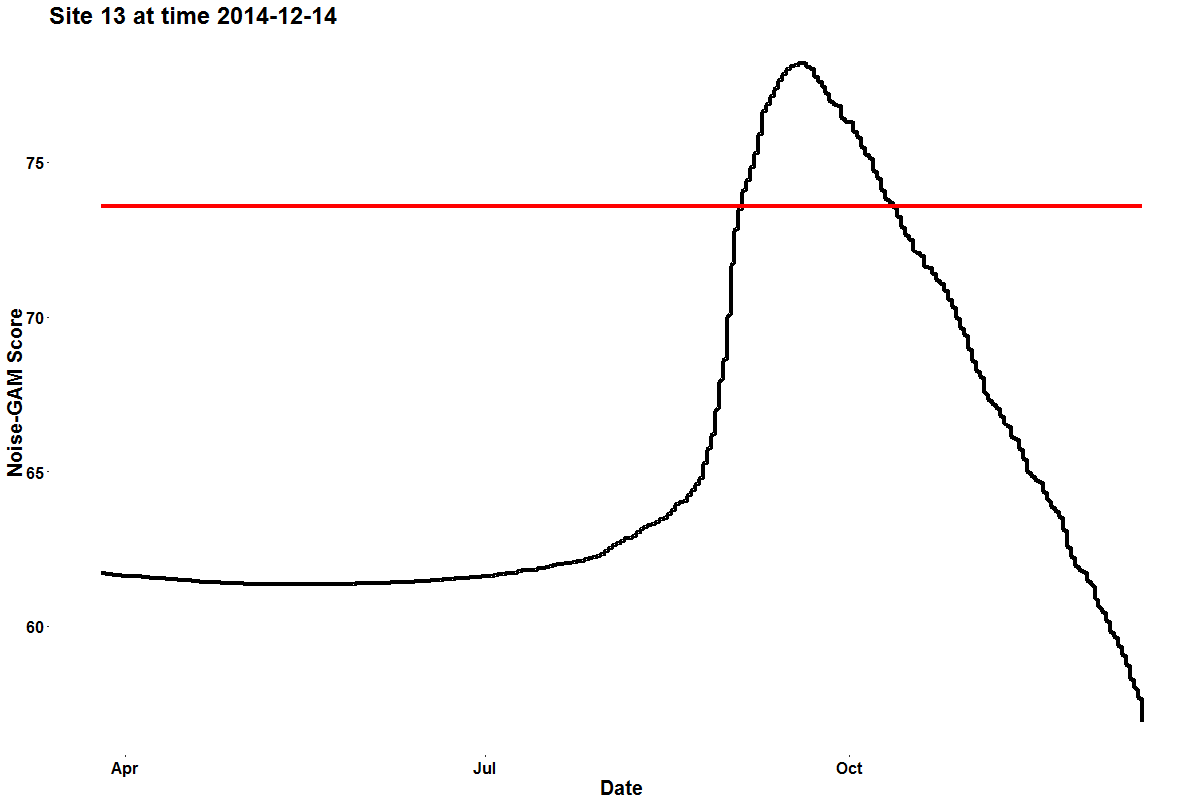 Site 13 at time 2014-12-14
Noise-GAM Score
75
70
65
60
Apr
Jul
Oct
Date